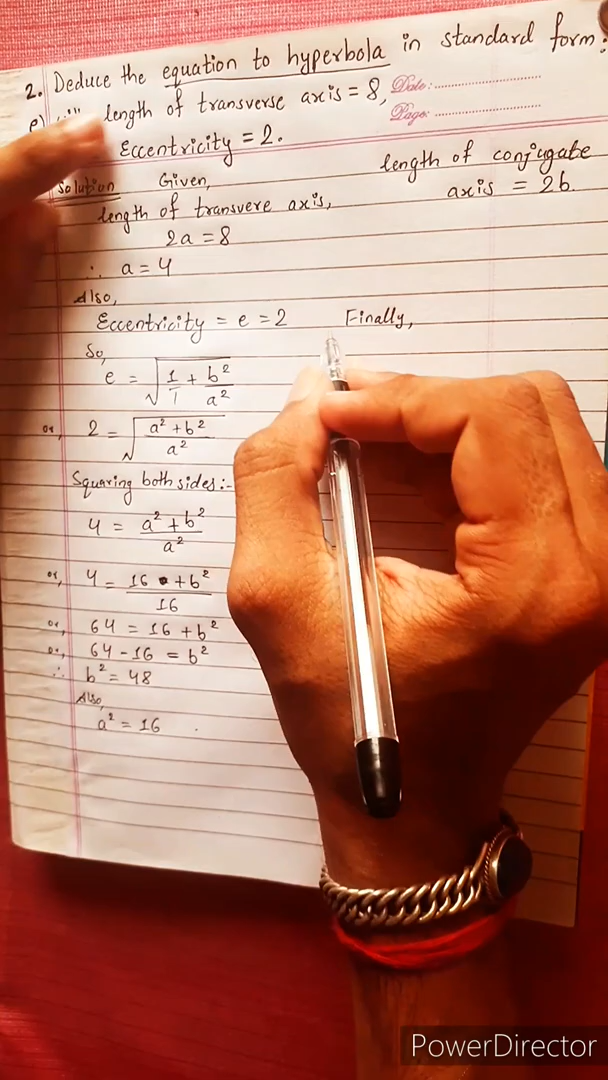 2. Deduce the equation to hyperbola in standard form:
e) length of transverse axis = 8,
Date:
Eccentricity = 2.
Page:
Solution Given,
length of transvere axis,
2a = 8
∴ a = 4
Also,
Eccentricity = e = 2
So,
e = √(1/1 + b²/a²)
or, 2 = √((a² + b²)/a²)
Squaring both sides :-
4 = (a² + b²)/a²
or, 4 = (16 + b²)/16
or, 64 = 16 + b²
or, 64 - 16 = b²
∴ b² = 48
Also,
a² = 16
length of conjugate
axis = 2b.
Finally,
PowerDirector